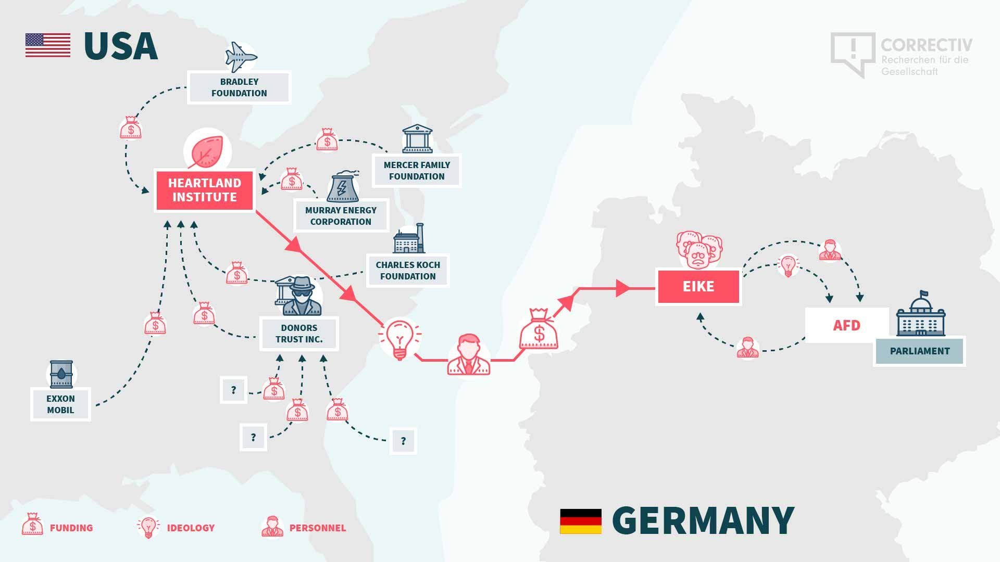 USA
CORRECTIV
Recherchen für die
Gesellschaft
BRADLEY
FOUNDATION
$
$
MERCER FAMILY
FOUNDATION
HEARTLAND
INSTITUTE
$
MURRAY ENERGY
CORPORATION
CHARLES KOCH
FOUNDATION
$
EIKE
$
$
DONORS
TRUST INC.
$
AFD
PARLIAMENT
EXXON
MOBIL
?
$
$
$
?
?
$
FUNDING
IDEOLOGY
PERSONNEL
GERMANY